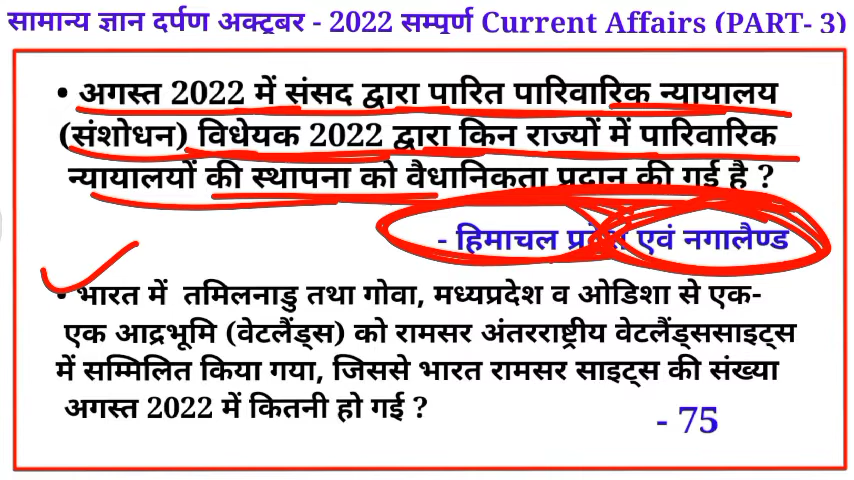 सामान्य ज्ञान दर्पण अक्टूबर - 2022 सम्पूर्ण Current Affairs (PART- 3)
• अगस्त 2022 में संसद द्वारा पारित पारिवारिक न्यायालय
(संशोधन) विधेयक 2022 द्वारा किन राज्यों में पारिवारिक
न्यायालयों की स्थापना को वैधानिकता प्रदान की गई है ?
- हिमाचल प्रदेश एवं नगालैण्ड
• भारत में तमिलनाडु तथा गोवा, मध्यप्रदेश व ओडिशा से एक-
एक आद्रभूमि (वेटलैंड्स) को रामसर अंतरराष्ट्रीय वेटलैंड्ससाइट्स
में सम्मिलित किया गया, जिससे भारत रामसर साइट्स की संख्या
अगस्त 2022 में कितनी हो गई ?
- 75